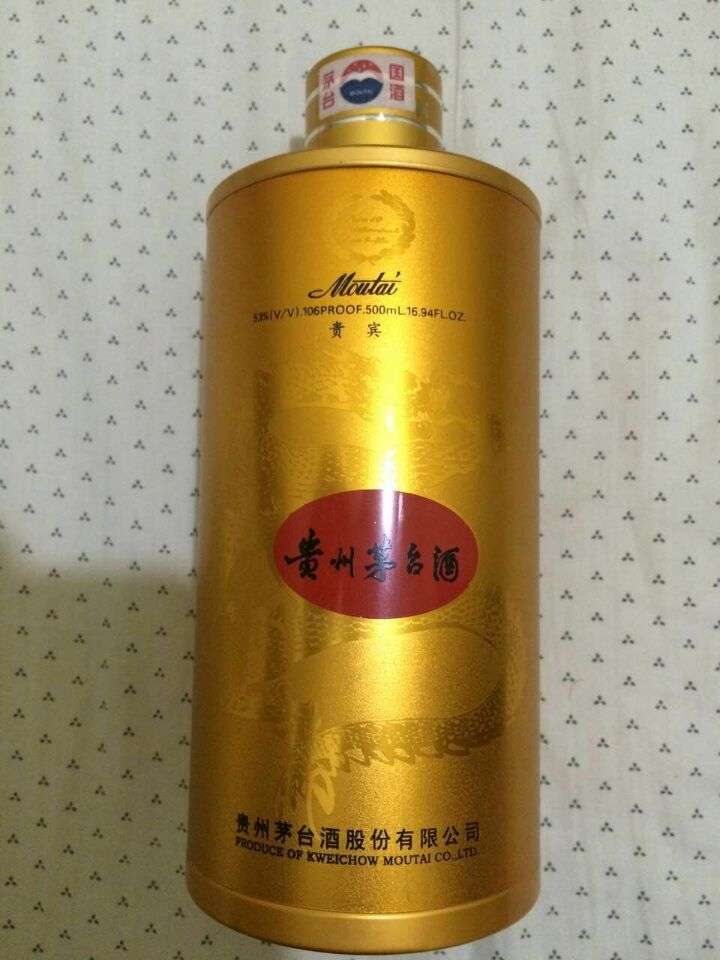 国酒
茅台
MOUTAI
Moutai
53%(V/V).106PROOF.500mL.16.94FL.OZ.
贵宾
贵州茅台酒
贵州茅台酒股份有限公司
PRODUCE OF KWEICHOW MOUTAI CO.,LTD.